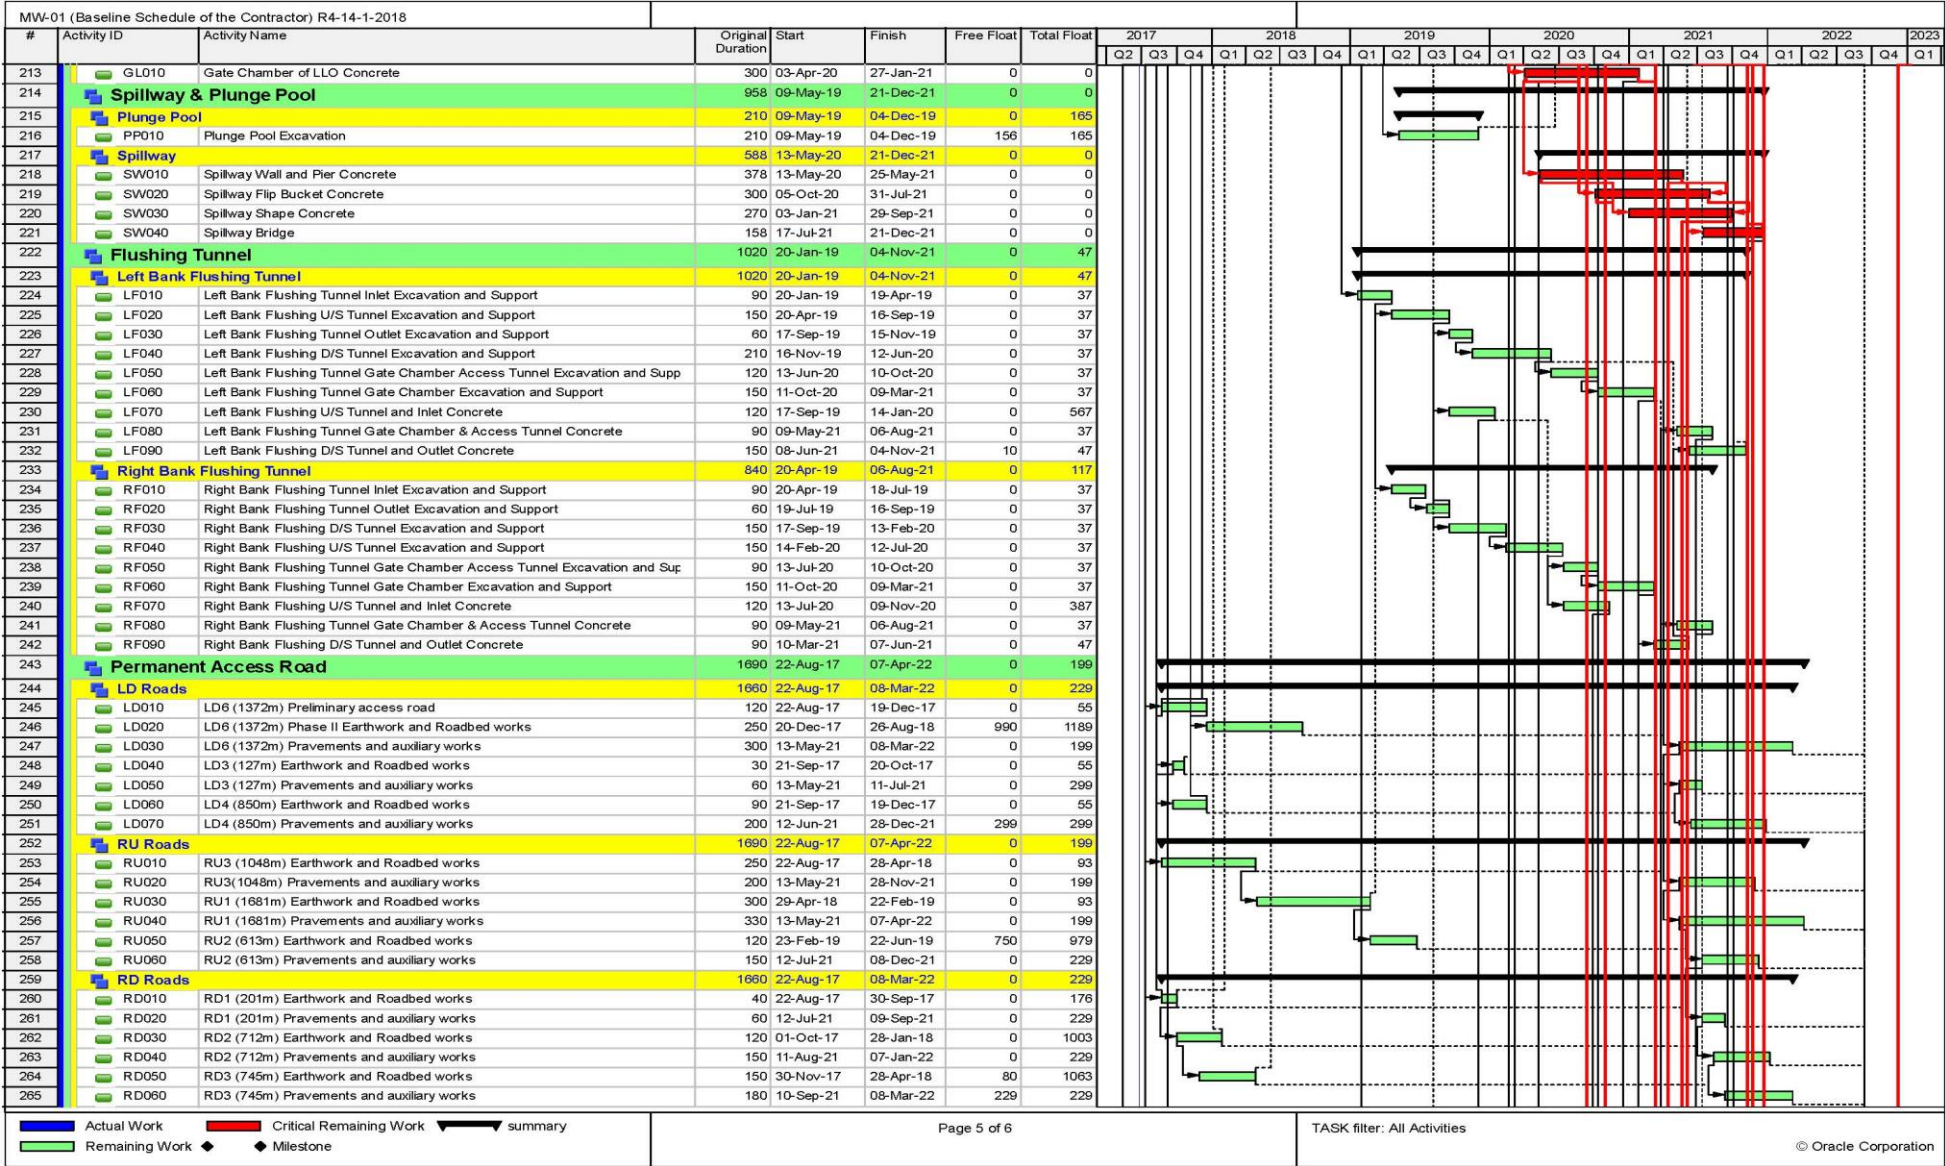 MW-01 (Baseline Schedule of the Contractor) R4-14-1-2018
# Activity ID Activity Name Original Duration Start Finish Free Float Total Float 2017 2018 2019 2020 2021 2022 2023
Q2 Q3 Q4 Q1 Q2 Q3 Q4 Q1 Q2 Q3 Q4 Q1 Q2 Q3 Q4 Q1 Q2 Q3 Q4 Q1 Q2 Q3 Q4 Q1
213 GL010 Gate Chamber of LLO Concrete 300 03-Apr-20 27-Jan-21 0 0
214 Spillway & Plunge Pool 958 09-May-19 21-Dec-21 0 0
215 Plunge Pool 210 09-May-19 04-Dec-19 0 165
216 PP010 Plunge Pool Excavation 210 09-May-19 04-Dec-19 156 165
217 Spillway 588 13-May-20 21-Dec-21 0 0
218 SW010 Spillway Wall and Pier Concrete 378 13-May-20 25-May-21 0 0
219 SW020 Spillway Flip Bucket Concrete 300 05-Oct-20 31-Jul-21 0 0
220 SW030 Spillway Shape Concrete 270 03-Jan-21 29-Sep-21 0 0
221 SW040 Spillway Bridge 158 17-Jul-21 21-Dec-21 0 0
222 Flushing Tunnel 1020 20-Jan-19 04-Nov-21 0 47
223 Left Bank Flushing Tunnel 1020 20-Jan-19 04-Nov-21 0 47
224 LF010 Left Bank Flushing Tunnel Inlet Excavation and Support 90 20-Jan-19 19-Apr-19 0 37
225 LF020 Left Bank Flushing U/S Tunnel Excavation and Support 150 20-Apr-19 16-Sep-19 0 37
226 LF030 Left Bank Flushing Tunnel Outlet Excavation and Support 60 17-Sep-19 15-Nov-19 0 37
227 LF040 Left Bank Flushing D/S Tunnel Excavation and Support 210 16-Nov-19 12-Jun-20 0 37
228 LF050 Left Bank Flushing Tunnel Gate Chamber Access Tunnel Excavation and Supp 120 13-Jun-20 10-Oct-20 0 37
229 LF060 Left Bank Flushing Tunnel Gate Chamber Excavation and Support 150 11-Oct-20 09-Mar-21 0 37
230 LF070 Left Bank Flushing U/S Tunnel and Inlet Concrete 120 17-Sep-19 14-Jan-20 0 567
231 LF080 Left Bank Flushing Tunnel Gate Chamber & Access Tunnel Concrete 90 09-May-21 06-Aug-21 0 37
232 LF090 Left Bank Flushing D/S Tunnel and Outlet Concrete 150 08-Jun-21 04-Nov-21 10 47
233 Right Bank Flushing Tunnel 840 20-Apr-19 06-Aug-21 0 117
234 RF010 Right Bank Flushing Tunnel Inlet Excavation and Support 90 20-Apr-19 18-Jul-19 0 37
235 RF020 Right Bank Flushing Tunnel Outlet Excavation and Support 60 19-Jul-19 16-Sep-19 0 37
236 RF030 Right Bank Flushing D/S Tunnel Excavation and Support 150 17-Sep-19 13-Feb-20 0 37
237 RF040 Right Bank Flushing U/S Tunnel Excavation and Support 150 14-Feb-20 12-Jul-20 0 37
238 RF050 Right Bank Flushing Tunnel Gate Chamber Access Tunnel Excavation and Sup 90 13-Jul-20 10-Oct-20 0 37
239 RF060 Right Bank Flushing Tunnel Gate Chamber Excavation and Support 150 11-Oct-20 09-Mar-21 0 37
240 RF070 Right Bank Flushing U/S Tunnel and Inlet Concrete 120 13-Jul-20 09-Nov-20 0 387
241 RF080 Right Bank Flushing Tunnel Gate Chamber & Access Tunnel Concrete 90 09-May-21 06-Aug-21 0 37
242 RF090 Right Bank Flushing D/S Tunnel and Outlet Concrete 90 10-Mar-21 07-Jun-21 0 47
243 Permanent Access Road 1690 22-Aug-17 07-Apr-22 0 199
244 LD Roads 1660 22-Aug-17 08-Mar-22 0 229
245 LD010 LD6 (1372m) Preliminary access road 120 22-Aug-17 19-Dec-17 0 55
246 LD020 LD6 (1372m) Phase II Earthwork and Roadbed works 250 20-Dec-17 26-Aug-18 990 1189
247 LD030 LD6 (1372m) Pravements and auxiliary works 300 13-May-21 08-Mar-22 0 199
248 LD040 LD3 (127m) Earthwork and Roadbed works 30 21-Sep-17 20-Oct-17 0 55
249 LD050 LD3 (127m) Pravements and auxiliary works 60 13-May-21 11-Jul-21 0 299
250 LD060 LD4 (850m) Earthwork and Roadbed works 90 21-Sep-17 19-Dec-17 0 55
251 LD070 LD4 (850m) Pravements and auxiliary works 200 12-Jun-21 28-Dec-21 299 299
252 RU Roads 1690 22-Aug-17 07-Apr-22 0 199
253 RU010 RU3 (1048m) Earthwork and Roadbed works 250 22-Aug-17 28-Apr-18 0 93
254 RU020 RU3(1048m) Pravements and auxiliary works 200 13-May-21 28-Nov-21 0 199
255 RU030 RU1 (1681m) Earthwork and Roadbed works 300 29-Apr-18 22-Feb-19 0 93
256 RU040 RU1 (1681m) Pravements and auxiliary works 330 13-May-21 07-Apr-22 0 199
257 RU050 RU2 (613m) Earthwork and Roadbed works 120 23-Feb-19 22-Jun-19 750 979
258 RU060 RU2 (613m) Pravements and auxiliary works 150 12-Jul-21 08-Dec-21 0 229
259 RD Roads 1660 22-Aug-17 08-Mar-22 0 229
260 RD010 RD1 (201m) Earthwork and Roadbed works 40 22-Aug-17 30-Sep-17 0 176
261 RD020 RD1 (201m) Pravements and auxiliary works 60 12-Jul-21 09-Sep-21 0 229
262 RD030 RD2 (712m) Earthwork and Roadbed works 120 01-Oct-17 28-Jan-18 0 1003
263 RD040 RD2 (712m) Pravements and auxiliary works 150 11-Aug-21 07-Jan-22 0 229
264 RD050 RD3 (745m) Earthwork and Roadbed works 150 30-Nov-17 28-Apr-18 80 1063
265 RD060 RD3 (745m) Pravements and auxiliary works 180 10-Sep-21 08-Mar-22 229 229
Actual Work Critical Remaining Work summary Page 5 of 6 TASK filter: All Activities
Remaining Work Milestone © Oracle Corporation